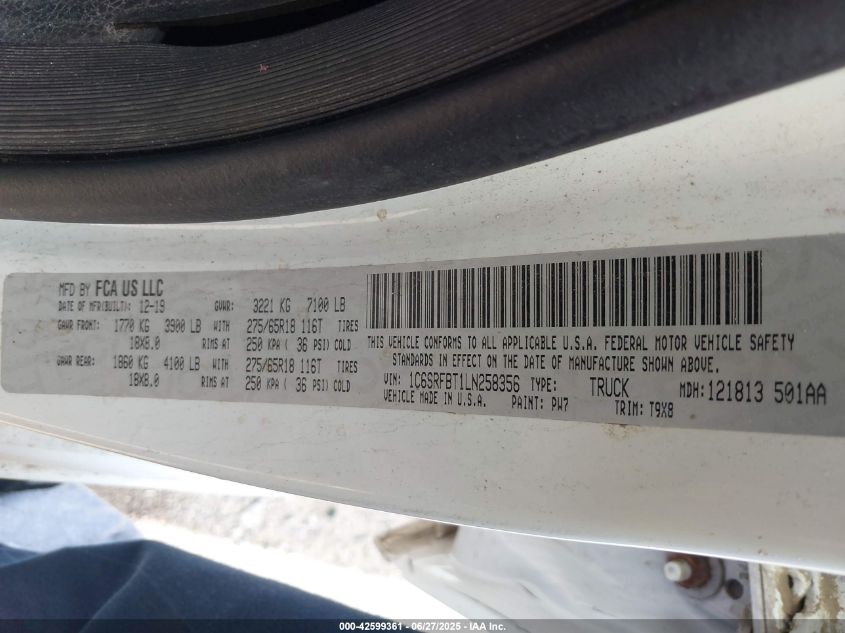 MFD BY FCA US LLC
DATE OF MFR(BUILT): 12-19 GVWR: 3221 KG 7100 LB
GAWR FRONT: 1770 KG 3900 LB WITH 275/65R18 116T TIRES
18X8.0 RIMS AT 250 KPA ( 36 PSI) COLD
GAWR REAR: 1860 KG 4100 LB WITH 275/65R18 116T TIRES
18X8.0 RIMS AT 250 KPA ( 36 PSI) COLD
THIS VEHICLE CONFORMS TO ALL APPLICABLE U.S.A. FEDERAL MOTOR VEHICLE SAFETY
STANDARDS IN EFFECT ON THE DATE OF MANUFACTURE SHOWN ABOVE.
VIN: 1C6SRFBT1LN258356 TYPE: TRUCK MDH:121813 501AA
VEHICLE MADE IN U.S.A. PAINT: PW7 TRIM: T9X8
000-42599361 | 06/27/2025 | IAA, Inc.